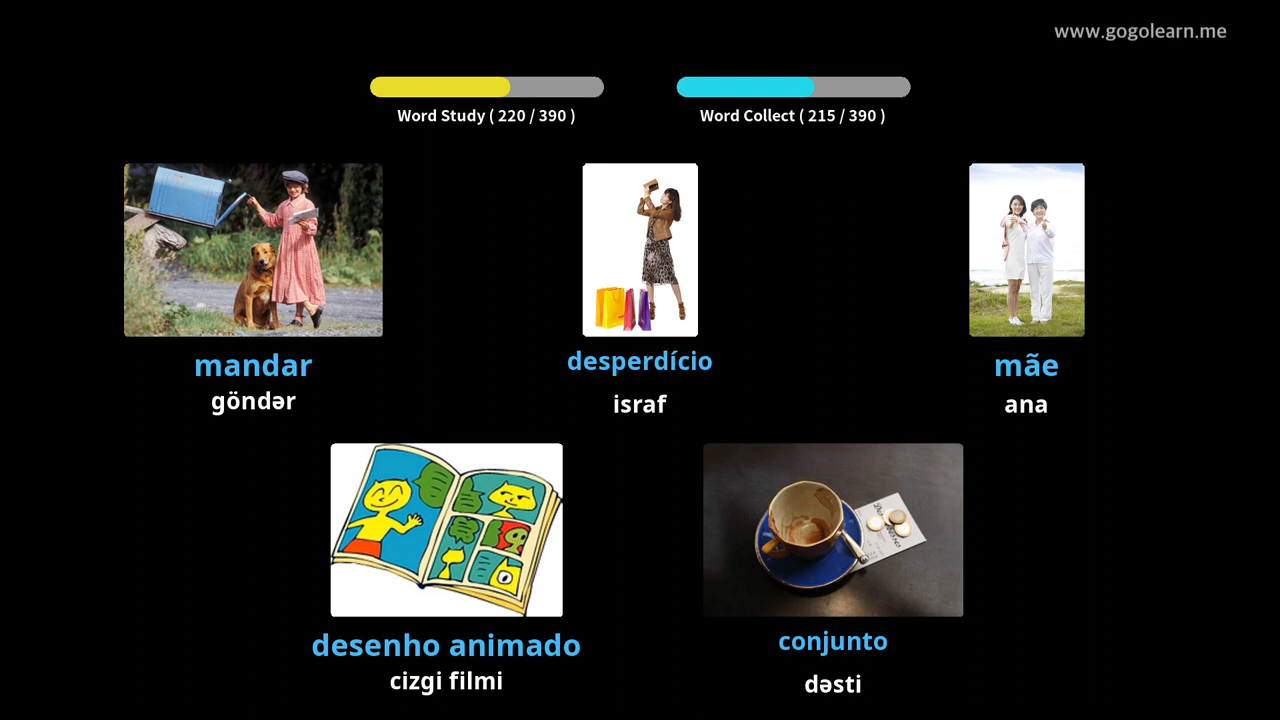 www.gogolearn.me
Word Study ( 220 / 390 )
Word Collect ( 215 / 390 )
mandar
göndər
desperdício
israf
mãe
ana
desenho animado
cizgi filmi
conjunto
dəsti